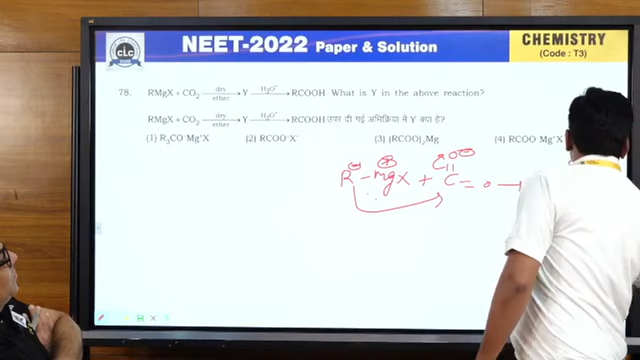 CLC
SIKAR
NEET-2022 Paper & Solution
CHEMISTRY
(Code : T3)
78. RMgX + CO₂ —dry ether→ Y —H₃O⁺→ RCOOH What is Y in the above reaction?
RMgX + CO₂ —dry ether→ Y —H₃O⁺→ RCOOH उपर दी गई अभिक्रिया में Y क्या है?
(1) R₃CO⁻Mg⁺X (2) RCOO⁻X⁺ (3) (RCOO)₂Mg (4) RCOO⁻Mg⁺X
⊖ ⊕ O⊖
R – MgX + C = O →